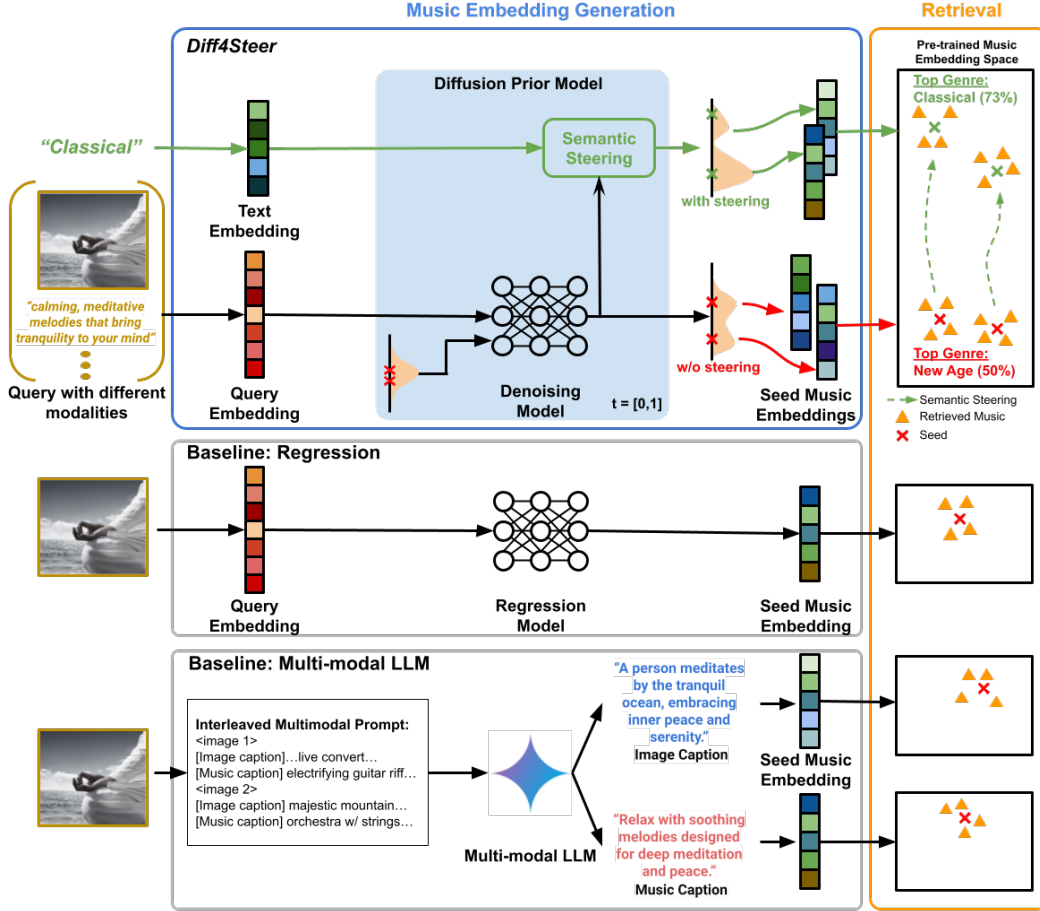 Music Embedding Generation
Retrieval
Diff4Steer
Pre-trained Music
Embedding Space
Diffusion Prior Model
Top Genre:
Classical (73%)
"Classical"
Semantic
Steering
with steering
Text
Embedding
"calming, meditative
melodies that bring
tranquility to your mind"
Query with different
modalities
Query
Embedding
Denoising
Model
t = [0,1]
w/o steering
Seed Music
Embeddings
Top Genre:
New Age (50%)
Semantic Steering
Retrieved Music
Seed
Baseline: Regression
Query
Embedding
Regression
Model
Seed Music
Embedding
Baseline: Multi-modal LLM
Interleaved Multimodal Prompt:
<image 1>
[Image caption]…live convert…
[Music caption] electrifying guitar riff…
<image 2>
[Image caption] majestic mountain…
[Music caption] orchestra w/ strings…
Multi-modal LLM
"A person meditates
by the tranquil
ocean, embracing
inner peace and
serenity."
Image Caption
Seed Music
Embedding
"Relax with soothing
melodies designed
for deep meditation
and peace."
Music Caption